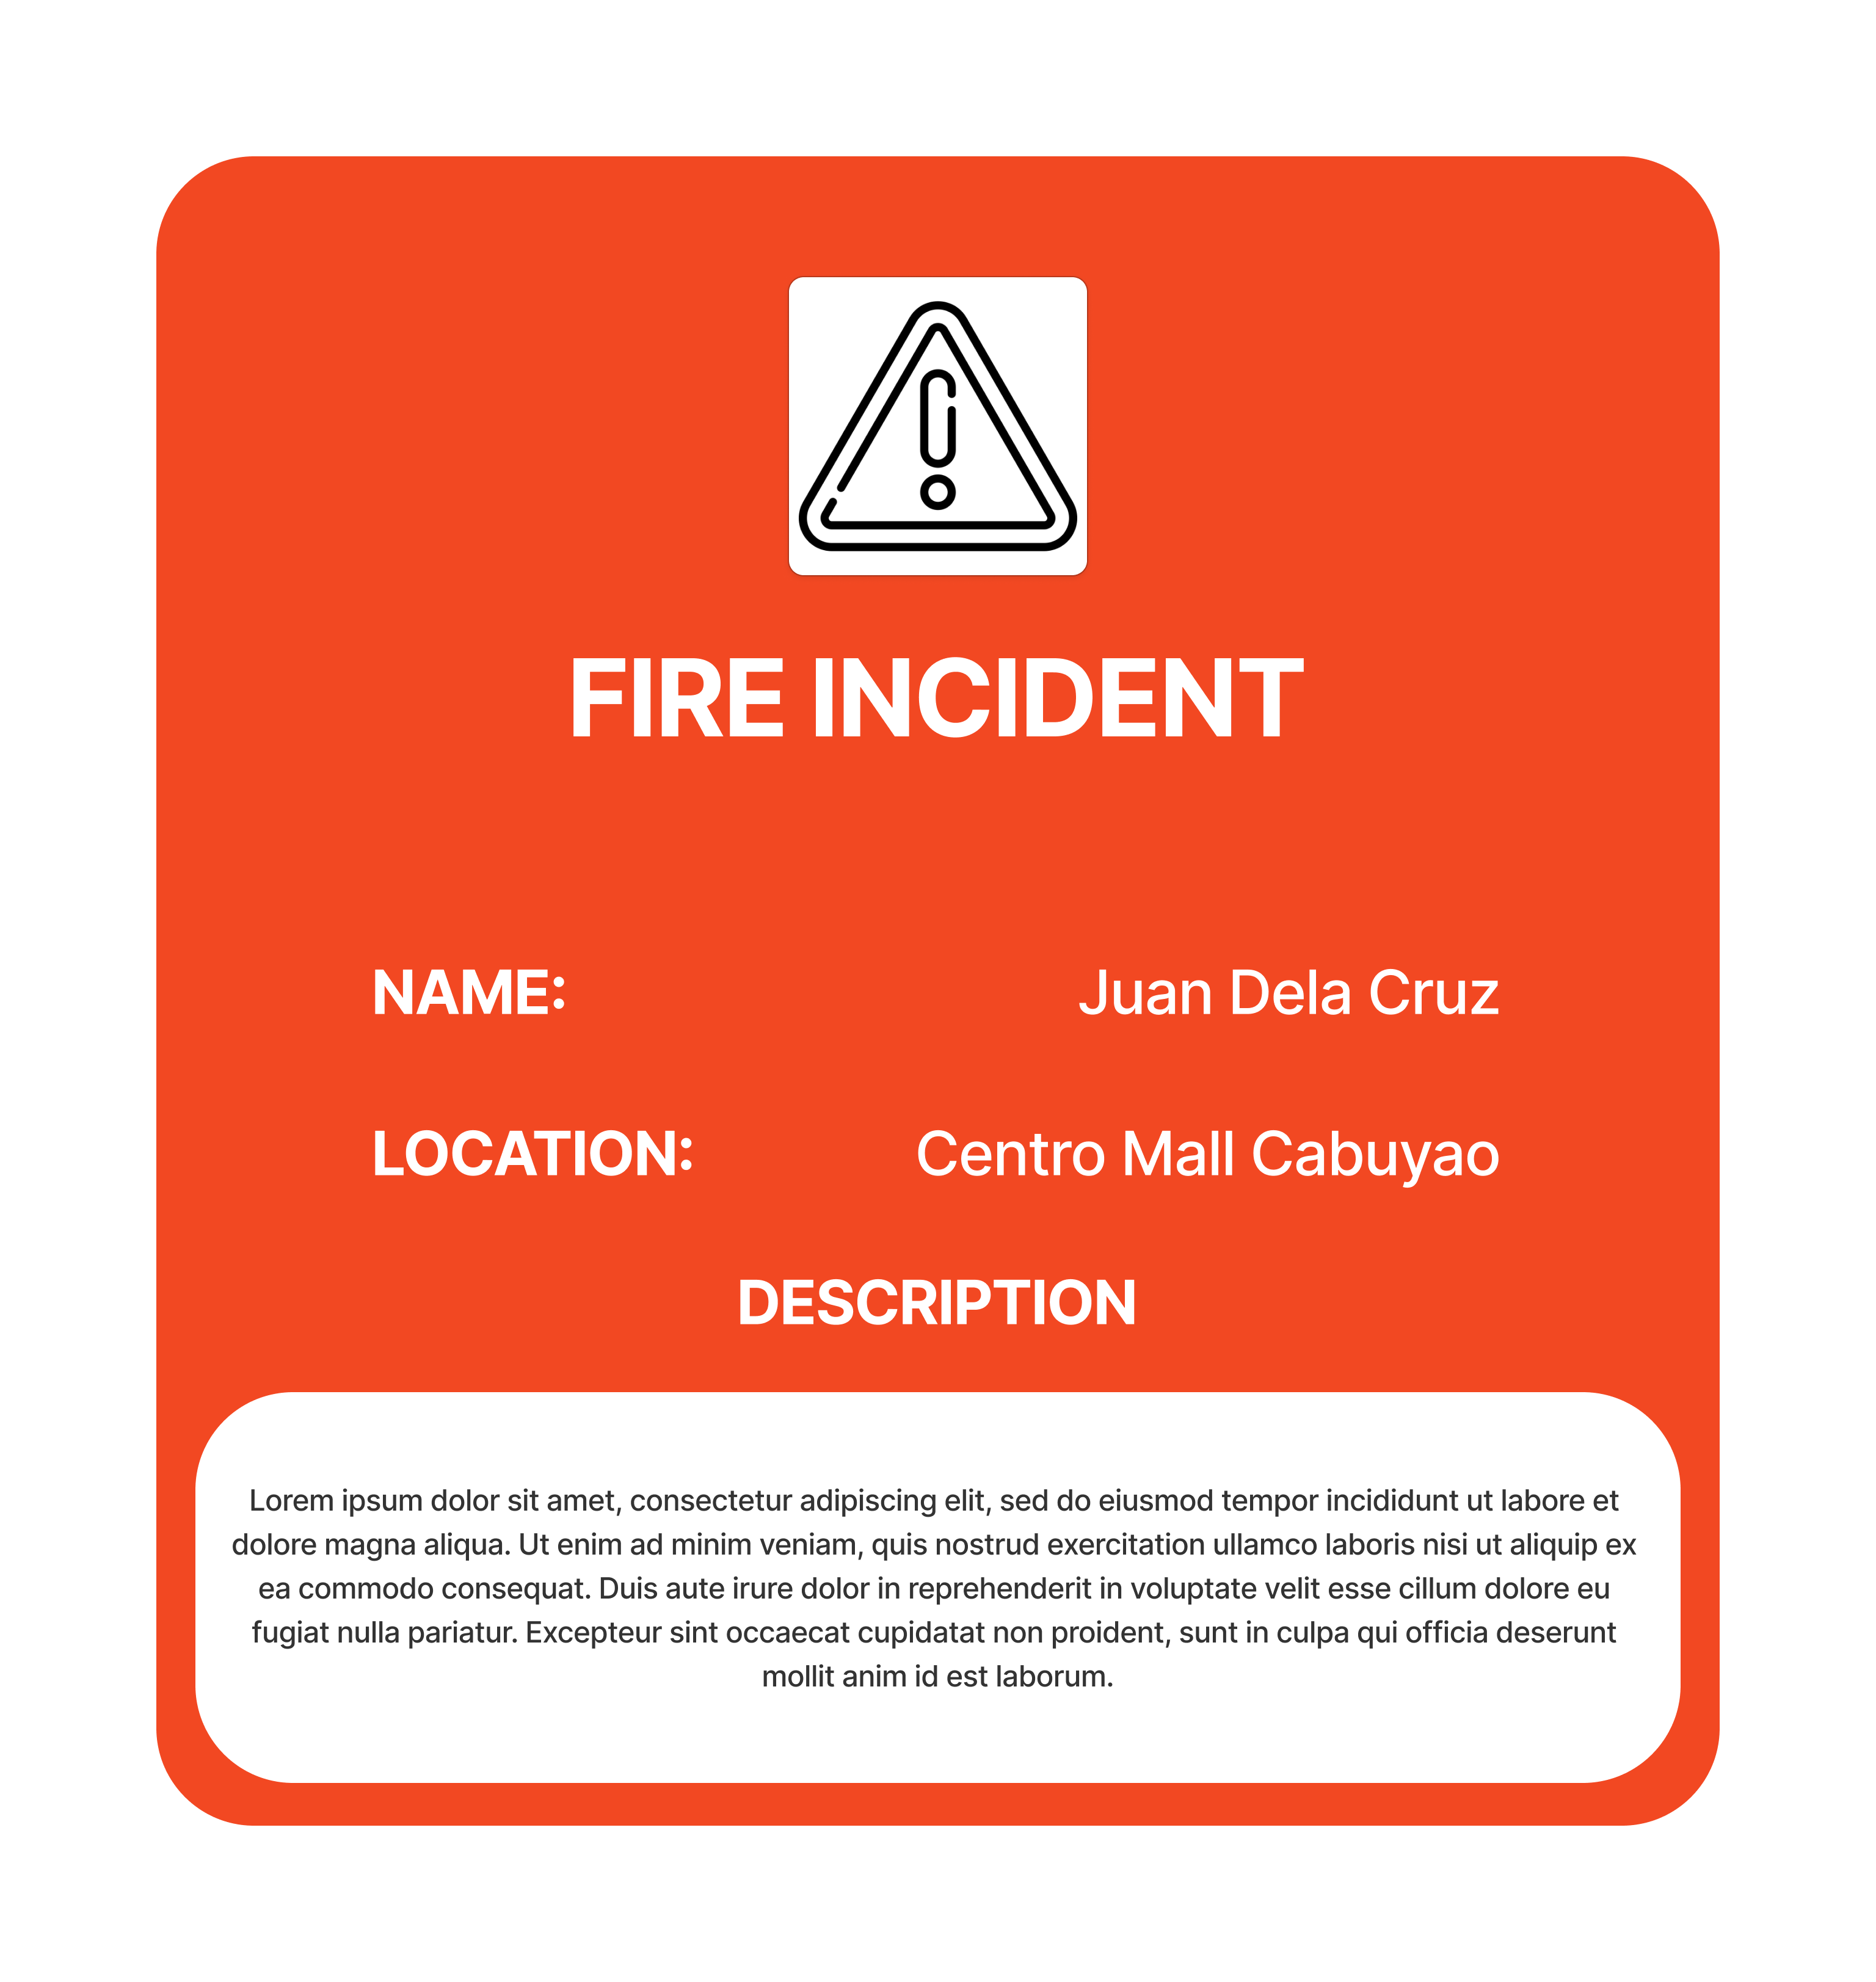 FIRE INCIDENT
NAME: Juan Dela Cruz
LOCATION: Centro Mall Cabuyao
DESCRIPTION
Lorem ipsum dolor sit amet, consectetur adipiscing elit, sed do eiusmod tempor incididunt ut labore et
dolore magna aliqua. Ut enim ad minim veniam, quis nostrud exercitation ullamco laboris nisi ut aliquip ex
ea commodo consequat. Duis aute irure dolor in reprehenderit in voluptate velit esse cillum dolore eu
fugiat nulla pariatur. Excepteur sint occaecat cupidatat non proident, sunt in culpa qui officia deserunt
mollit anim id est laborum.